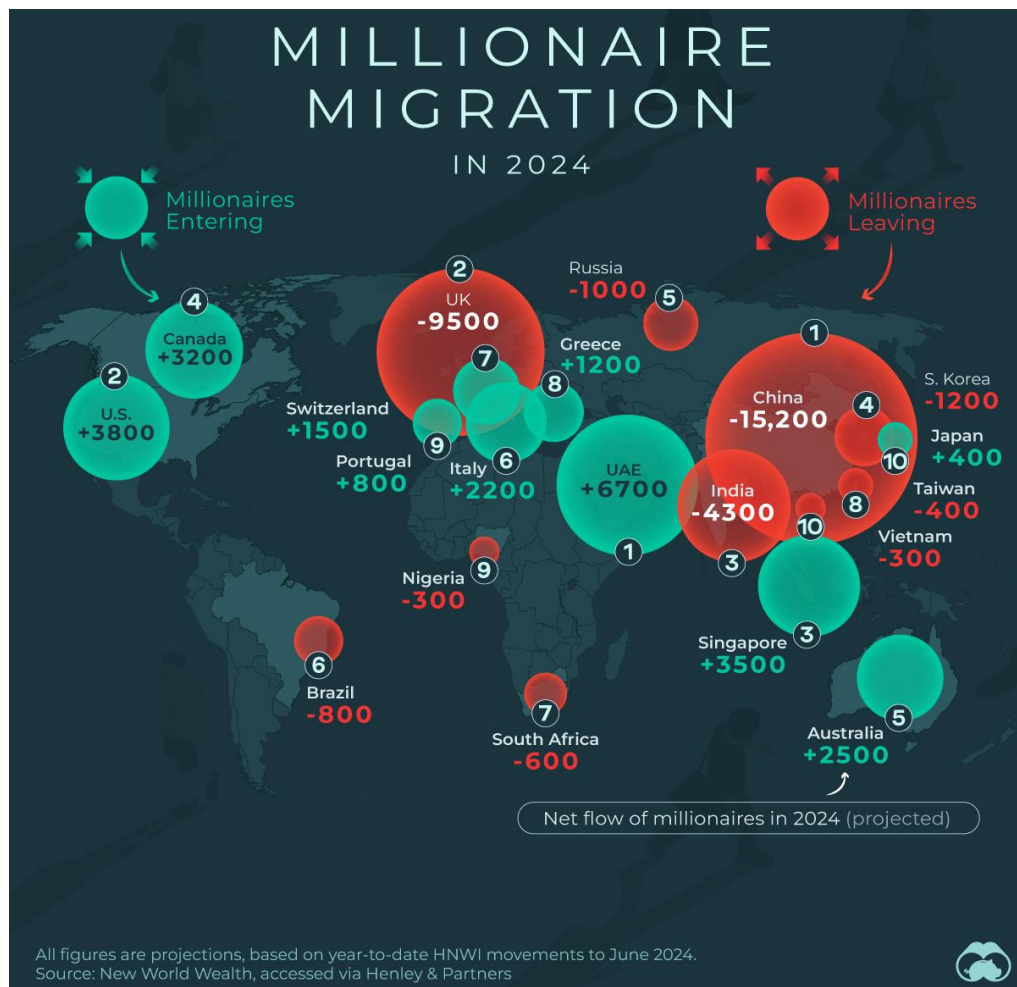 MILLIONAIRE
MIGRATION
IN 2024
Millionaires
Entering
Millionaires
Leaving
4
Canada
+3200
2
U.S.
+3800
2
UK
-9500
Russia
-1000
5
7
Greece
+1200
8
Switzerland
+1500
9
Portugal
+800
Italy
6
+2200
UAE
+6700
1
1
China
-15,200
4
S. Korea
-1200
Japan
+400
10
Taiwan
-400
8
India
-4300
3
10
Vietnam
-300
Nigeria
-300
9
Singapore
+3500
3
6
Brazil
-800
7
South Africa
-600
5
Australia
+2500
Net flow of millionaires in 2024 (projected)
All figures are projections, based on year-to-date HNWI movements to June 2024.
Source: New World Wealth, accessed via Henley & Partners